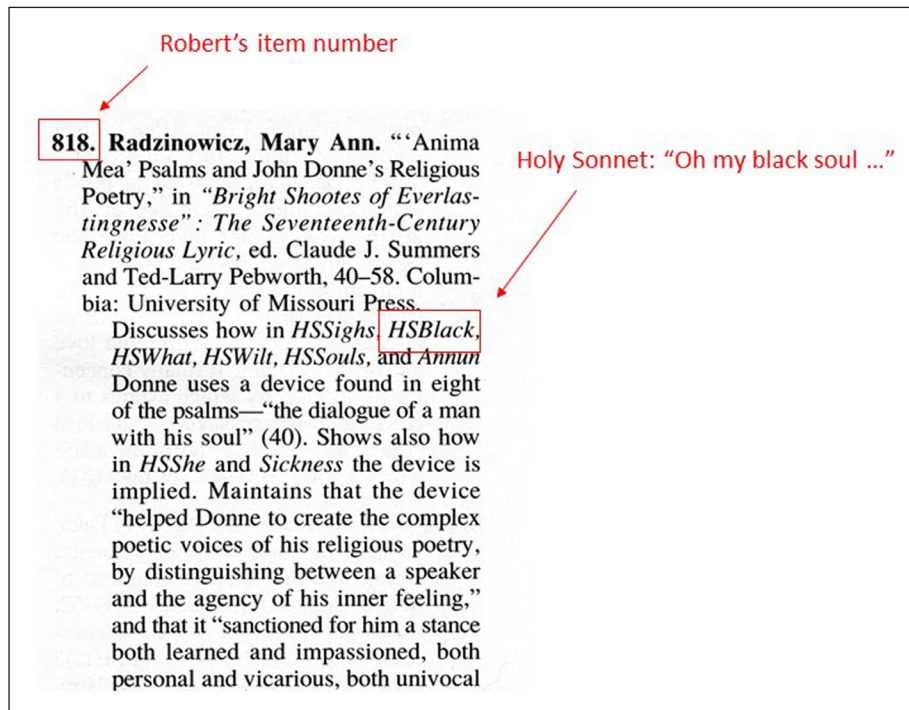 Robert’s item number
818. Radzinowicz, Mary Ann. “‘Anima
Mea’ Psalms and John Donne’s Religious
Poetry,” in “Bright Shootes of Everlas-
tingnesse”: The Seventeenth-Century
Religious Lyric, ed. Claude J. Summers
and Ted-Larry Pebworth, 40–58. Colum-
bia: University of Missouri Press.
Holy Sonnet: “Oh my black soul ...”
Discusses how in HSSighs, HSBlack,
HSWhat, HSWilt, HSSouls, and Annun
Donne uses a device found in eight
of the psalms—“the dialogue of a man
with his soul” (40). Shows also how
in HSShe and Sickness the device is
implied. Maintains that the device
“helped Donne to create the complex
poetic voices of his religious poetry,
by distinguishing between a speaker
and the agency of his inner feeling,”
and that it “sanctioned for him a stance
both learned and impassioned, both
personal and vicarious, both univocal